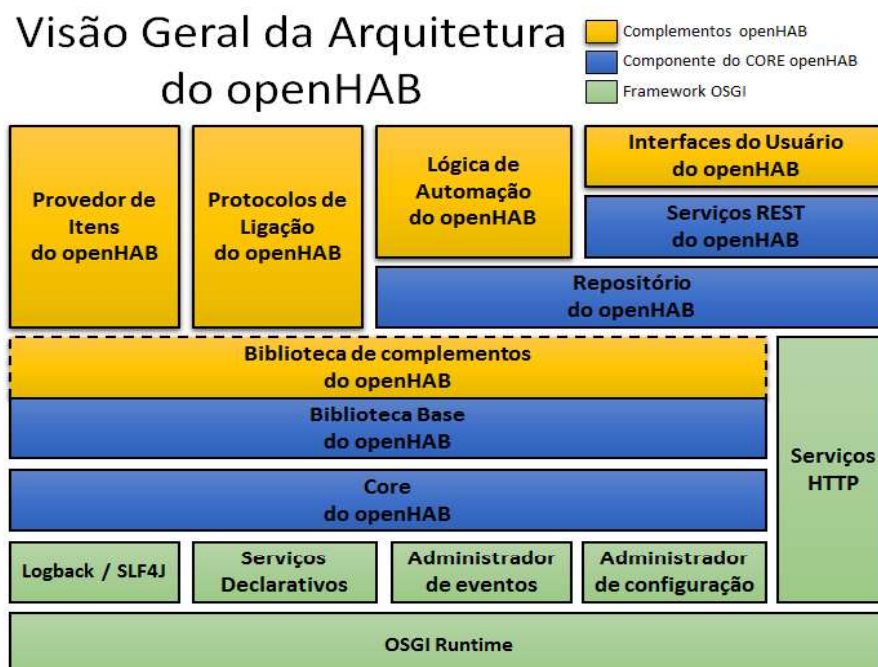 Visão Geral da Arquitetura
do openHAB
Complementos openHAB
Componente do CORE openHAB
Framework OSGI
Provedor de
Itens
do openHAB
Protocolos de
Ligação
do openHAB
Lógica de
Automação
do openHAB
Interfaces do Usuário
do openHAB
Serviços REST
do openHAB
Repositório
do openHAB
Biblioteca de complementos
do openHAB
Biblioteca Base
do openHAB
Core
do openHAB
Serviços
HTTP
Logback / SLF4J
Serviços
Declarativos
Administrador
de eventos
Administrador
de configuração
OSGI Runtime